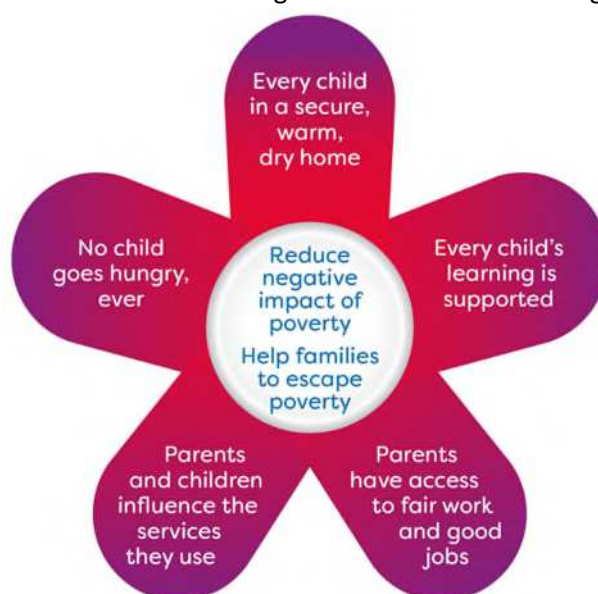 Every child
in a secure,
warm,
dry home
Every child's
learning is
supported
Parents
have access
to fair work
and good
jobs
Parents
and children
influence the
services
they use
No child
goes hungry,
ever
Reduce
negative
impact of
poverty
Help families
to escape
poverty